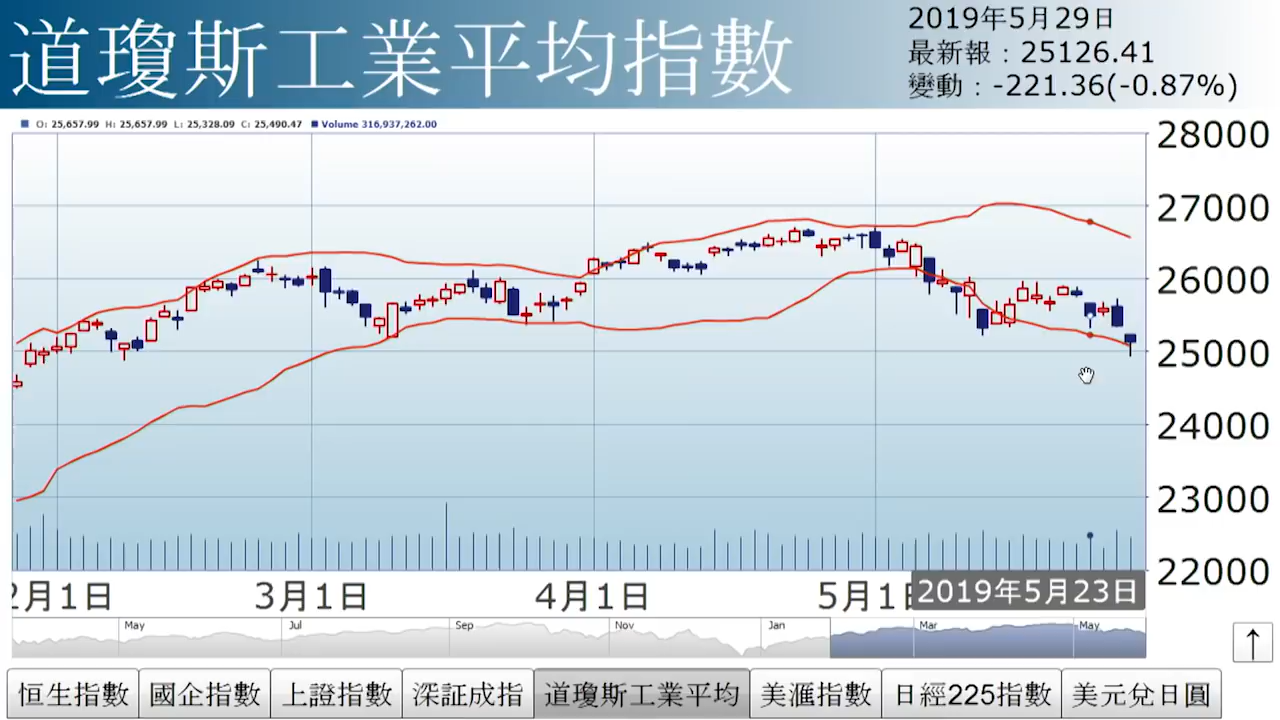 道瓊斯工業平均指數
2019年5月29日
最新報：25126.41
變動：-221.36(-0.87%)
O: 25,657.99 H: 25,657.99 L: 25,328.09 C: 25,490.47 Volume 316,937,262.00
28000
27000
26000
25000
24000
23000
22000
2月1日 3月1日 4月1日 5月1日 2019年5月23日
May Jul Sep Nov Jan Mar May
↑
恒生指數 國企指數 上證指數 深証成指 道瓊斯工業平均 美滙指數 日經225指數 美元兌日圓